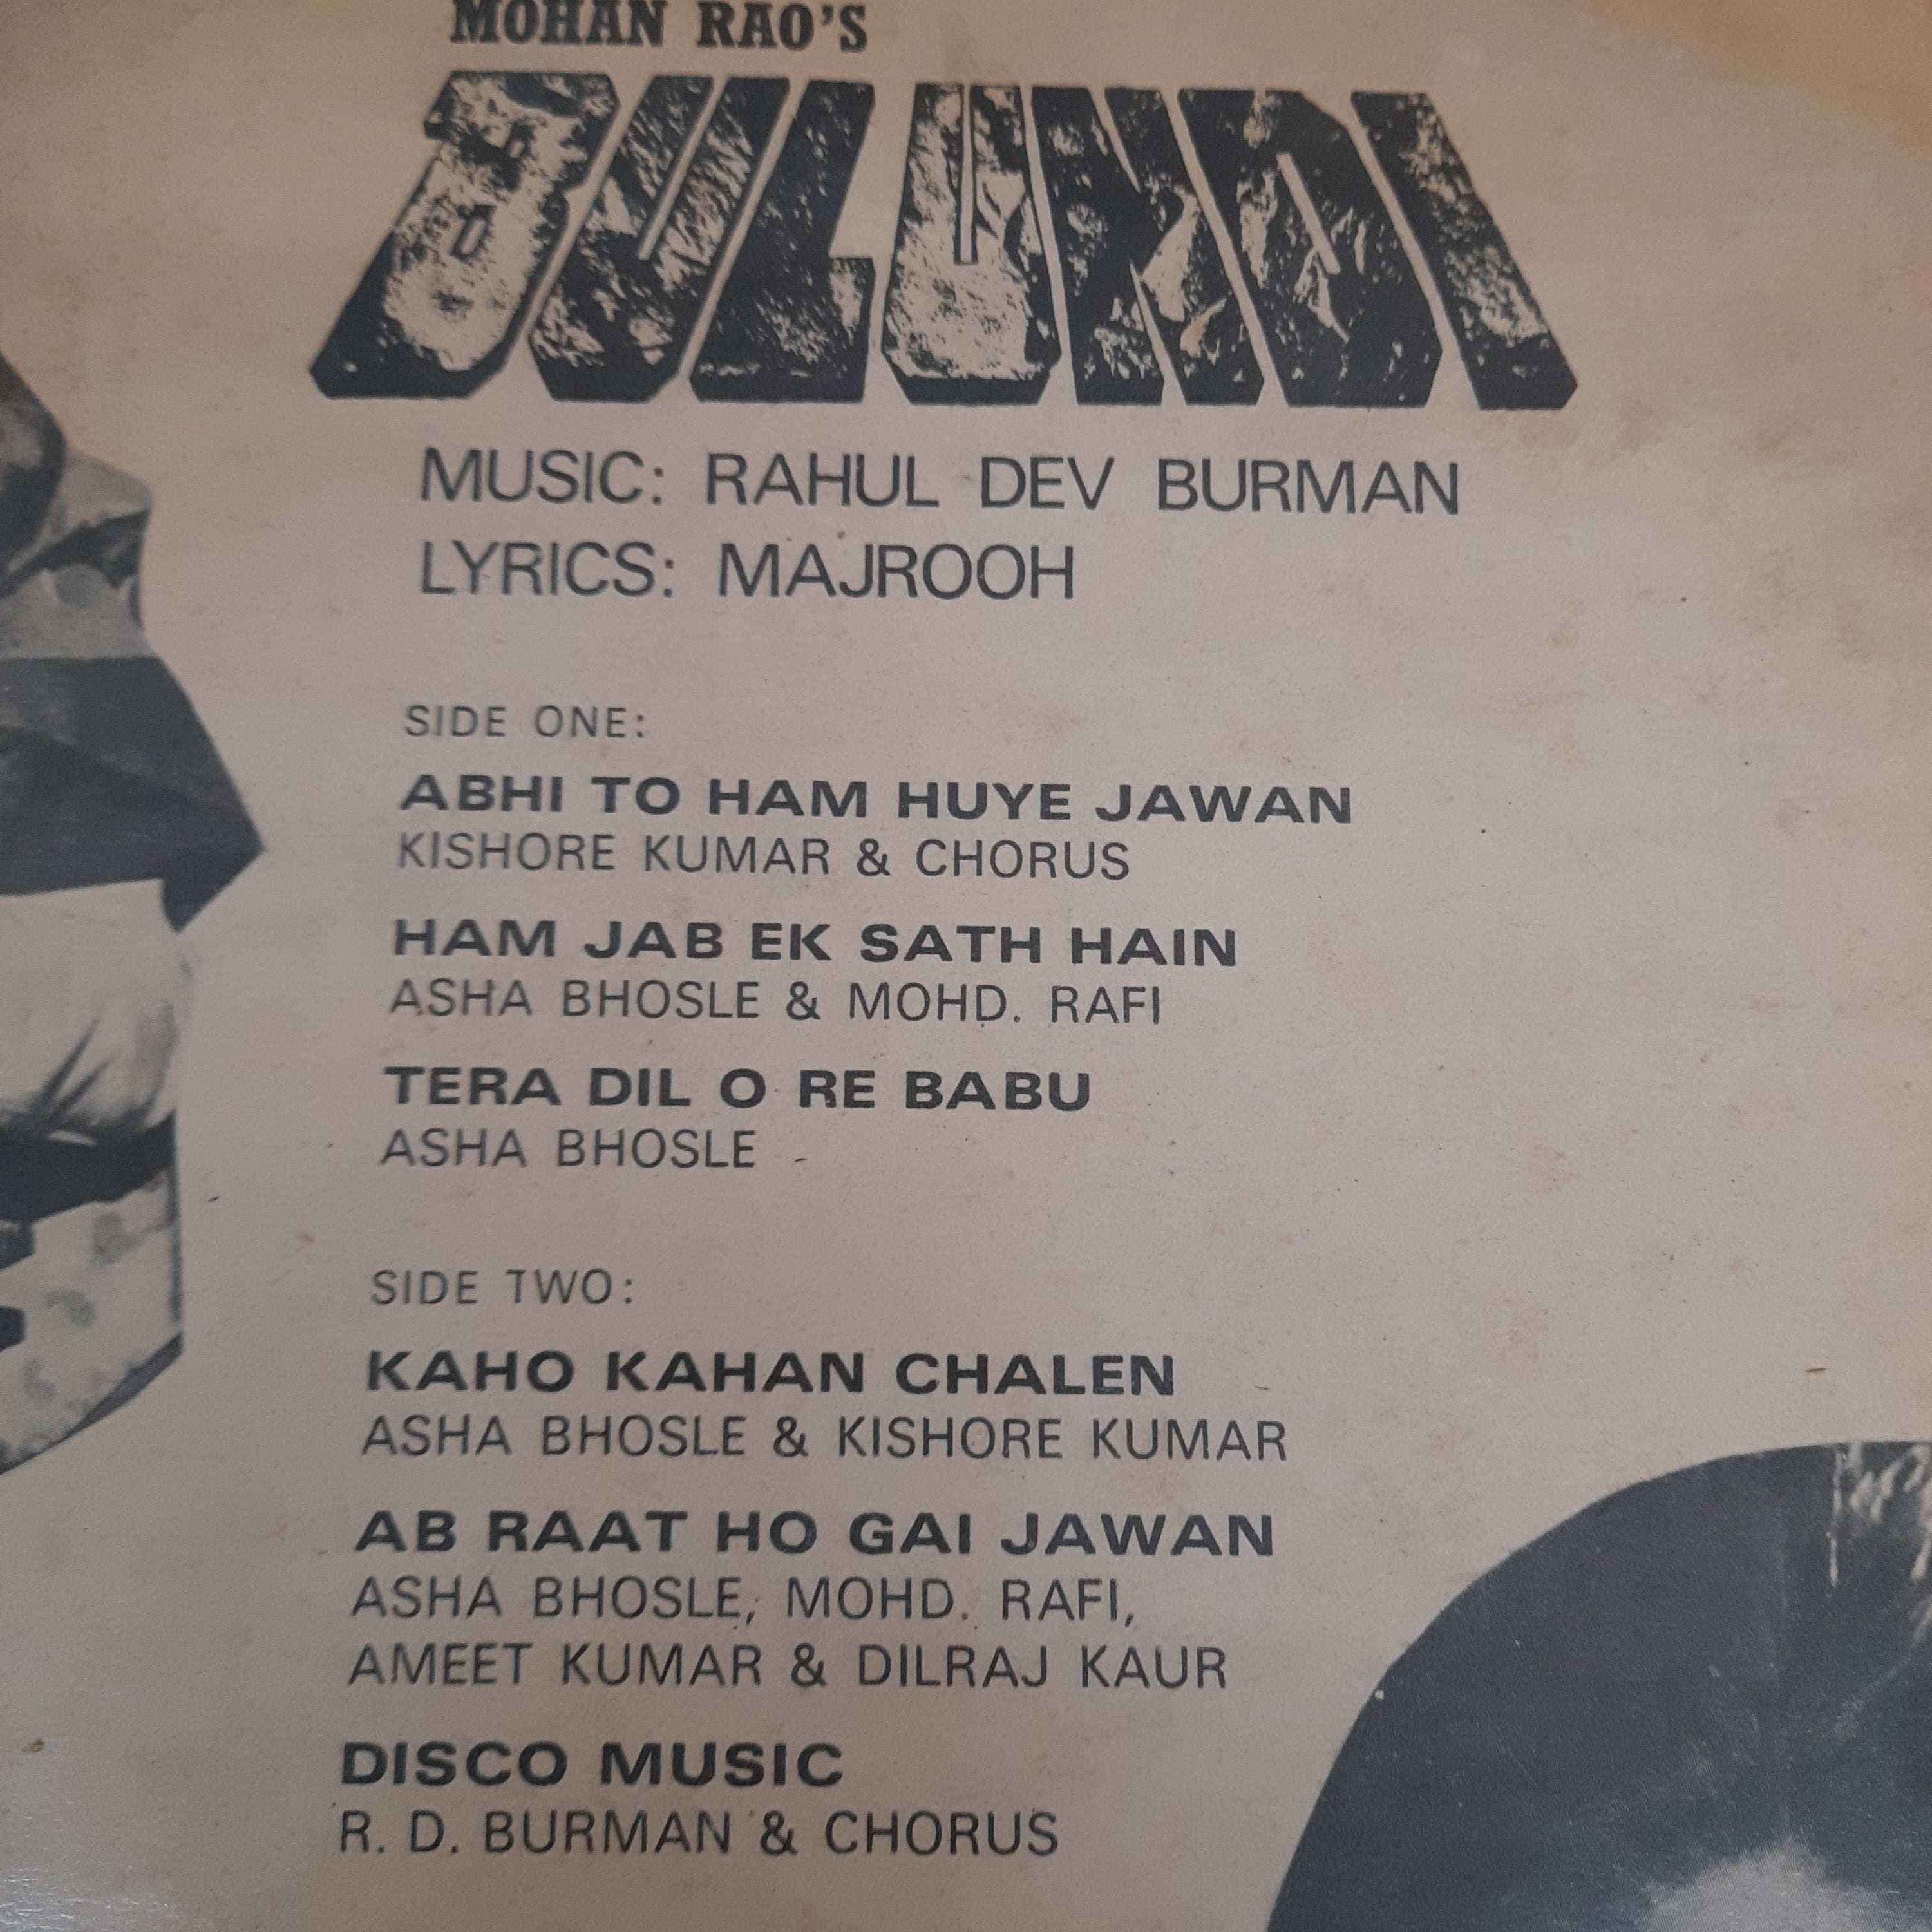 MOHAN RAO'S
BULUNDI
MUSIC: RAHUL DEV BURMAN
LYRICS: MAJROOH
SIDE ONE:
ABHI TO HAM HUYE JAWAN
KISHORE KUMAR & CHORUS
HAM JAB EK SATH HAIN
ASHA BHOSLE & MOHD. RAFI
TERA DIL O RE BABU
ASHA BHOSLE
SIDE TWO:
KAHO KAHAN CHALEN
ASHA BHOSLE & KISHORE KUMAR
AB RAAT HO GAI JAWAN
ASHA BHOSLE, MOHD. RAFI,
AMEET KUMAR & DILRAJ KAUR
DISCO MUSIC
R. D. BURMAN & CHORUS